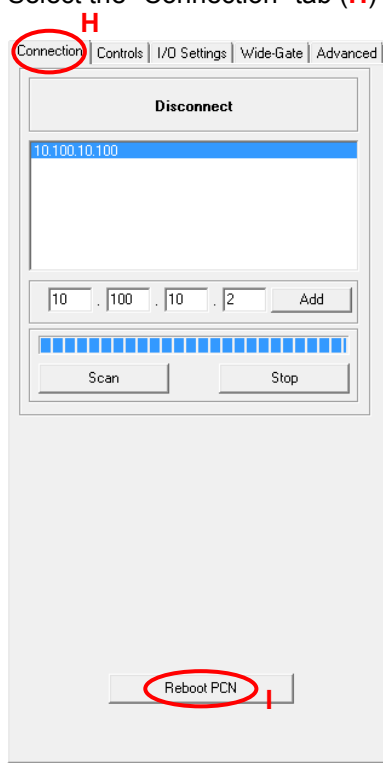 Select the "Connection" tab (H)
H
Connection Controls I/O Settings Wide-Gate Advanced
Disconnect
10.100.10.100
10 . 100 . 10 . 2 Add
Scan Stop
Reboot PCN
I